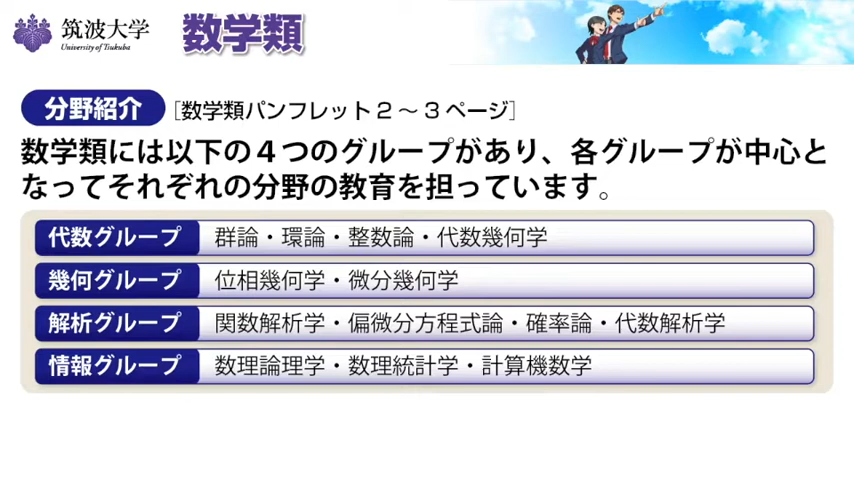 筑波大学
University of Tsukuba
数学類
分野紹介 [数学類パンフレット2～3ページ]
数学類には以下の4つのグループがあり、各グループが中心と
なってそれぞれの分野の教育を担っています。
代数グループ 群論・環論・整数論・代数幾何学
幾何グループ 位相幾何学・微分幾何学
解析グループ 関数解析学・偏微分方程式論・確率論・代数解析学
情報グループ 数理論理学・数理統計学・計算機数学